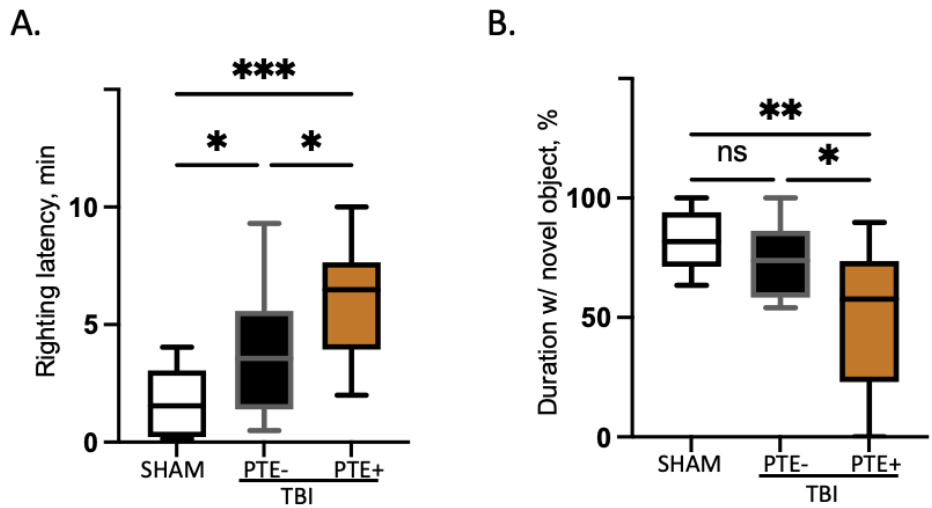 A.
Righting latency, min
10
5
0
***
* *
SHAM PTE- PTE+
TBI
B.
Duration w/ novel object, %
100
50
0
**
ns *
SHAM PTE- PTE+
TBI